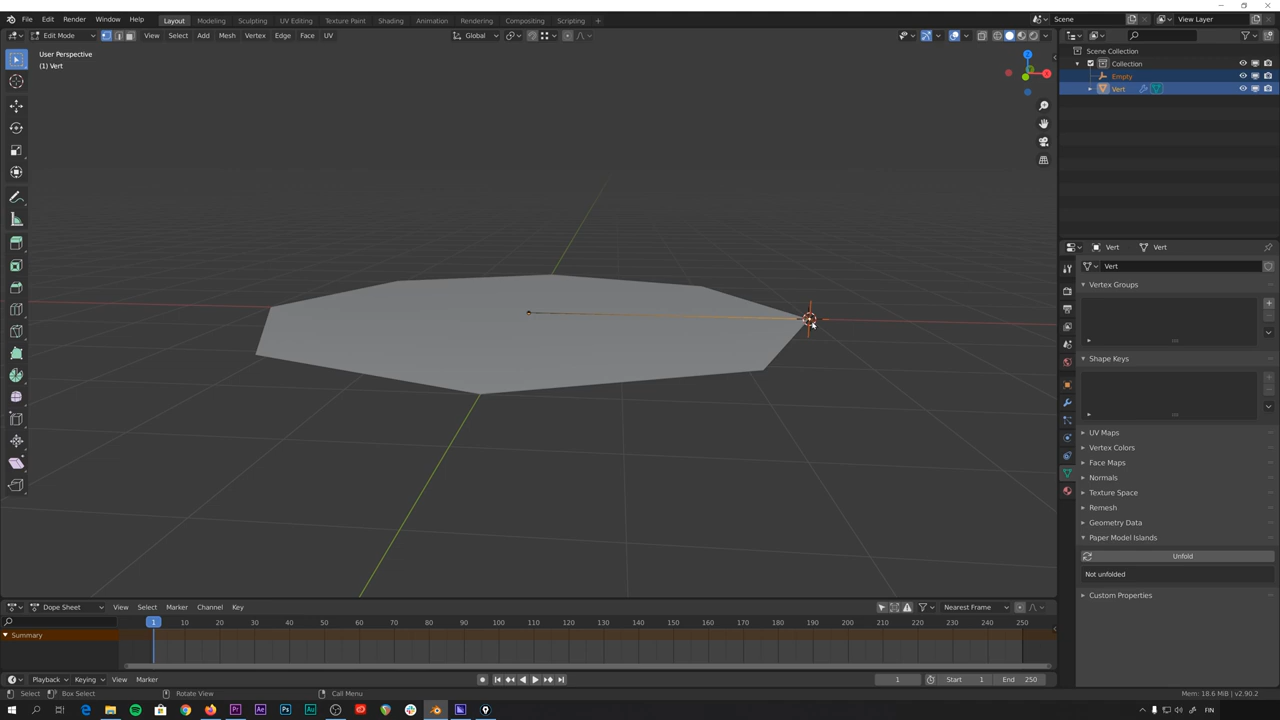 File Edit Render Window Help Layout Modeling Sculpting UV Editing Texture Paint Shading Animation Rendering Compositing Scripting + Scene View Layer
Edit Mode View Select Add Mesh Vertex Edge Face UV Global
User Perspective
(1) Vert
Z
X
Scene Collection
Collection
Empty
Vert
Vert Vert
Vert
Vertex Groups
Shape Keys
UV Maps
Vertex Colors
Face Maps
Normals
Texture Space
Remesh
Geometry Data
Paper Model Islands
Unfold
Not unfolded
Custom Properties
Dope Sheet View Select Marker Channel Key Nearest Frame
1 10 20 30 40 50 60 70 80 90 100 110 120 130 140 150 160 170 180 190 200 210 220 230 240 250
Summary
Playback Keying View Marker 1 Start 1 End 250
Select Box Select Rotate View Call Menu Mem: 18.6 MiB | v2.90.2
FIN